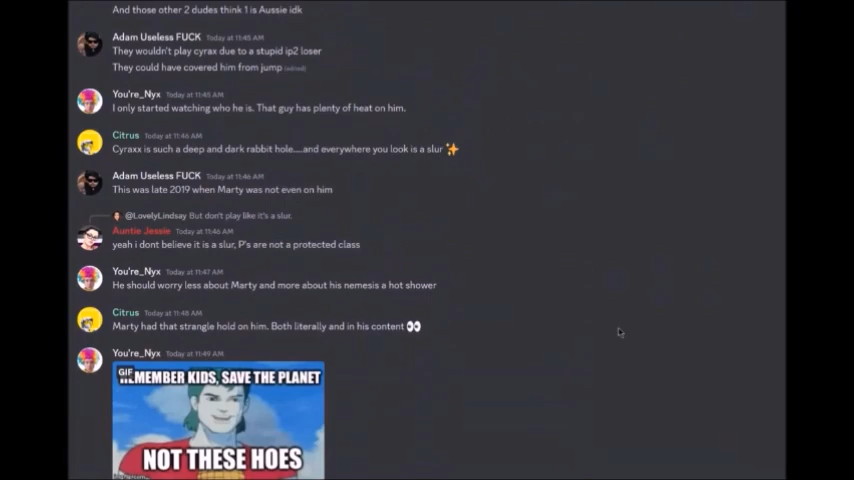 And those other 2 dudes think 1 is Aussie idk
Adam Useless FUCK Today at 11:45 AM
They wouldn't play cyrax due to a stupid ip2 loser
They could have covered him from jump (edited)
You're_Nyx Today at 11:45 AM
I only started watching who he is. That guy has plenty of heat on him.
Citrus Today at 11:46 AM
Cyraxx is such a deep and dark rabbit hole.....and everywhere you look is a slur ✨
Adam Useless FUCK Today at 11:46 AM
This was late 2019 when Marty was not even on him
@LovelyLindsay But don't play like it's a slur.
Auntie Jessie Today at 11:46 AM
yeah i dont believe it is a slur, P's are not a protected class
You're_Nyx Today at 11:47 AM
He should worry less about Marty and more about his nemesis a hot shower
Citrus Today at 11:48 AM
Marty had that strangle hold on him. Both literally and in his content 👀
You're_Nyx Today at 11:49 AM
GIF
MEMBER KIDS, SAVE THE PLANET
NOT THESE HOES